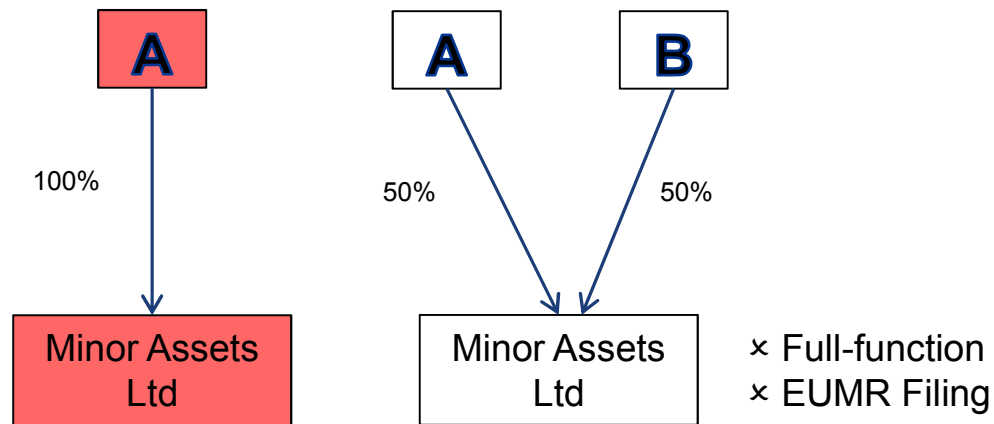 A
A
B
100%
50%
50%
Minor Assets
Ltd
Minor Assets
Ltd
× Full-function
× EUMR Filing